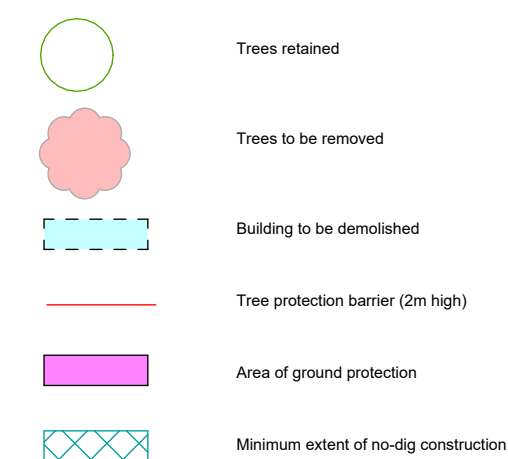 Trees retained
Trees to be removed
Building to be demolished
Tree protection barrier (2m high)
Area of ground protection
Minimum extent of no-dig construction